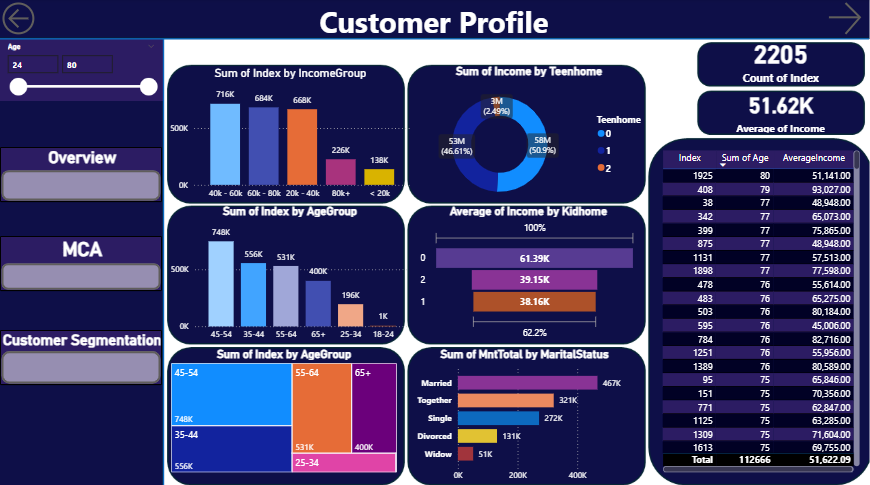 Customer Profile
Age
24 80
Overview
MCA
Customer Segmentation
Sum of Index by IncomeGroup
716K 684K 668K 226K 138K
500K
0K
40k - 60k 60k - 80k 20k - 40k 80k+ < 20k
Sum of Income by Teenhome
3M
(2.49%)
53M
(46.61%)
58M
(50.9%)
Teenhome
0
1
2
Sum of Index by AgeGroup
748K 556K 531K 400K 196K 1K
500K
0K
45-54 35-44 55-64 65+ 25-34 18-24
Average of Income by Kidhome
100%
0 61.39K
2 39.15K
1 38.16K
62.2%
Sum of Index by AgeGroup
45-54 55-64 65+
748K
35-44
531K 400K
25-34
556K
Sum of MntTotal by MaritalStatus
Married 467K
Together 321K
Single 272K
Divorced 131K
Widow 51K
0K 200K 400K
2205
Count of Index
51.62K
Average of Income
Index Sum of Age AverageIncome
1925 80 51,141.00
408 79 93,027.00
38 77 48,948.00
342 77 65,073.00
399 77 75,865.00
875 77 48,948.00
1131 77 57,513.00
1898 77 77,598.00
478 76 55,614.00
483 76 65,275.00
503 76 80,184.00
595 76 45,006.00
784 76 82,716.00
1251 76 55,956.00
1389 76 80,589.00
95 75 65,846.00
151 75 70,356.00
771 75 62,847.00
1125 75 63,285.00
1309 75 71,604.00
1613 75 69,755.00
Total 112666 51,622.09